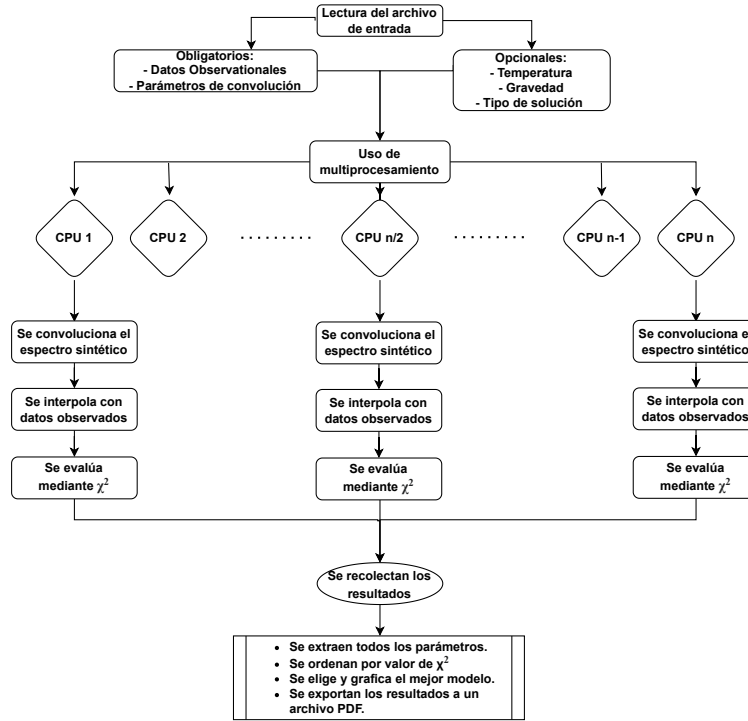 Lectura del archivo
de entrada
Obligatorios:
- Datos Observationales
- Parámetros de convolución
Opcionales:
- Temperatura
- Gravedad
- Tipo de solución
Uso de
multiprocesamiento
CPU 1
CPU 2
. . . . . . . . . .
CPU n/2
. . . . . . . . .
CPU n-1
CPU n
Se convoluciona el
espectro sintético
Se convoluciona el
espectro sintético
Se convoluciona el
espectro sintético
Se interpola con
datos observados
Se interpola con
datos observados
Se interpola con
datos observados
Se evalúa
mediante χ²
Se evalúa
mediante χ²
Se evalúa
mediante χ²
Se recolectan los
resultados
• Se extraen todos los parámetros.
• Se ordenan por valor de χ²
• Se elige y grafica el mejor modelo.
• Se exportan los resultados a un
archivo PDF.